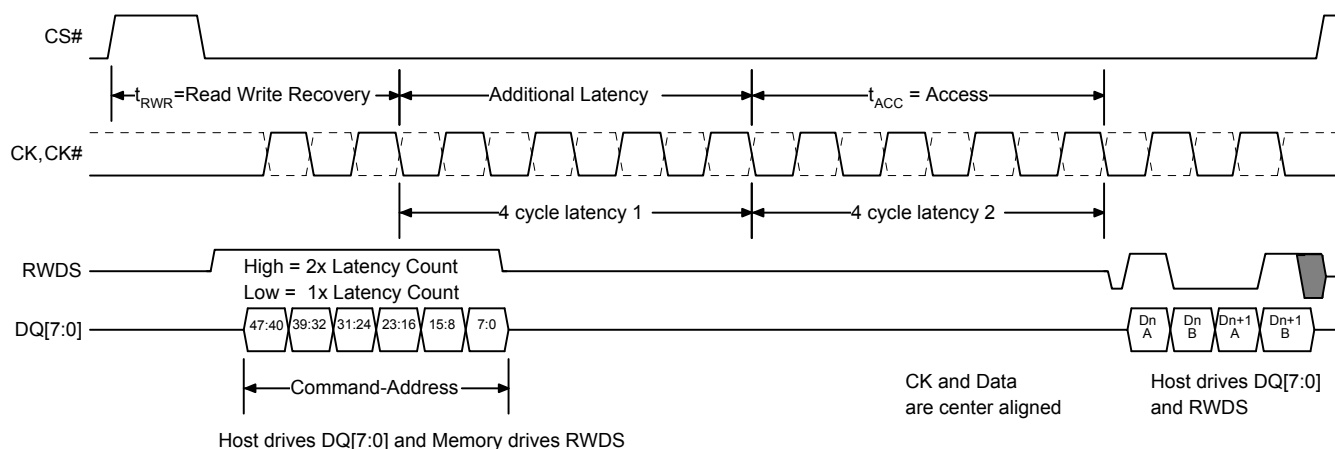 CS#
tRWR=Read Write Recovery
Additional Latency
tACC = Access
CK,CK#
4 cycle latency 1
4 cycle latency 2
RWDS
High = 2x Latency Count
Low = 1x Latency Count
DQ[7:0]
47:40 39:32 31:24 23:16 15:8 7:0
Dn A
Dn B
Dn+1 A
Dn+1 B
Command-Address
CK and Data
are center aligned
Host drives DQ[7:0]
and RWDS
Host drives DQ[7:0] and Memory drives RWDS